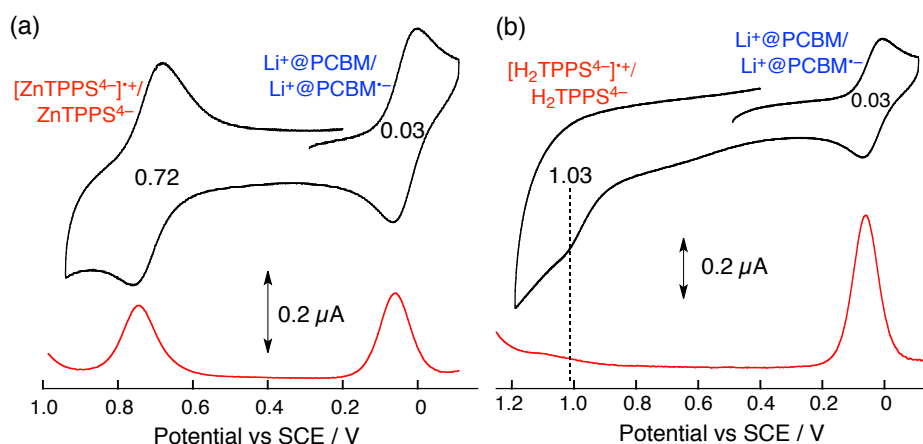 (a)
[ZnTPPS⁴⁻]•⁺/
ZnTPPS⁴⁻
Li⁺@PCBM/
Li⁺@PCBM•⁻
0.72
0.03
0.2 μA
1.0 0.8 0.6 0.4 0.2 0
Potential vs SCE / V
(b)
[H₂TPPS⁴⁻]•⁺/
H₂TPPS⁴⁻
Li⁺@PCBM/
Li⁺@PCBM•⁻
1.03
0.03
0.2 μA
1.2 1.0 0.8 0.6 0.4 0.2 0
Potential vs SCE / V